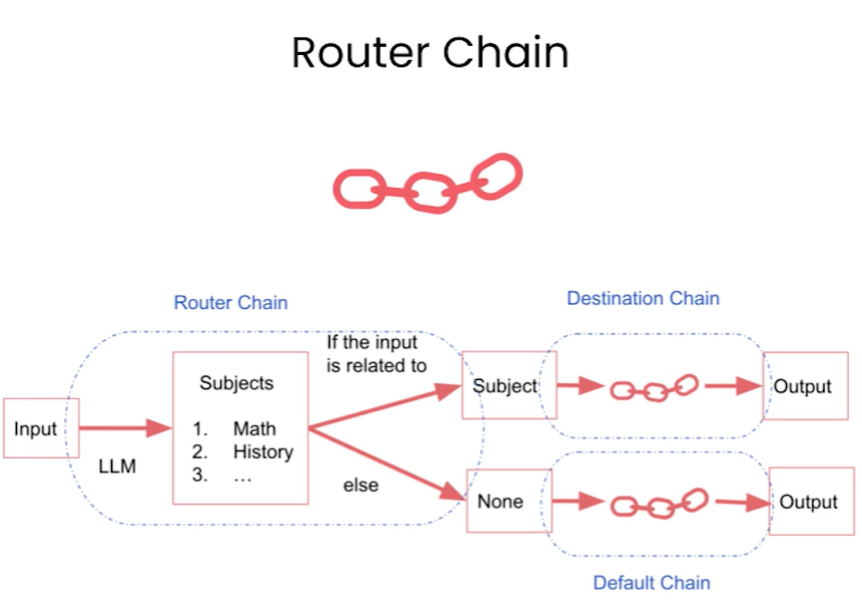 Router Chain
Router Chain
Destination Chain
If the input
is related to
Subjects
1. Math
2. History
3. ...
Input
LLM
else
Subject
Output
None
Output
Default Chain